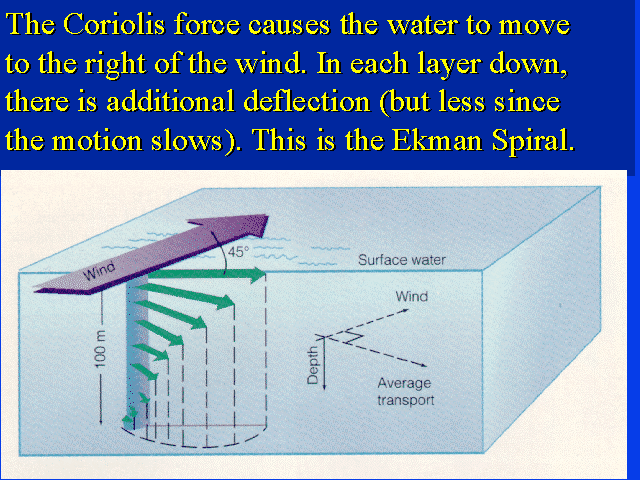 The Coriolis force causes the water to move
to the right of the wind. In each layer down,
there is additional deflection (but less since
the motion slows). This is the Ekman Spiral.
Wind
45°
Surface water
100 m
Wind
Depth
Average
transport